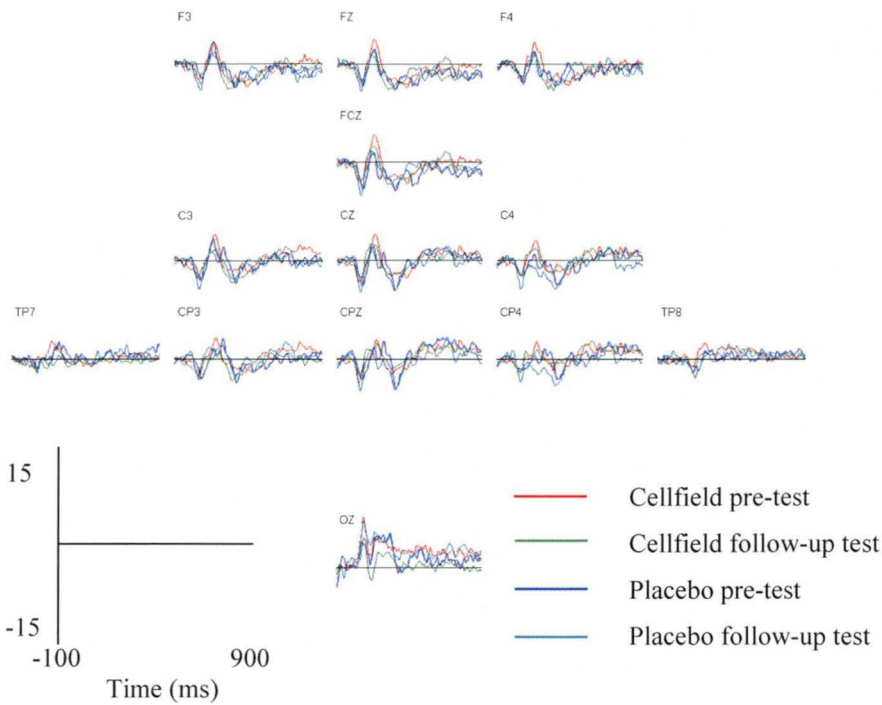 F3 FZ F4
FCZ
C3 CZ C4
TP7 CP3 CPZ CP4 TP8
OZ
15
-15
-100 900
Time (ms)
Cellfield pre-test
Cellfield follow-up test
Placebo pre-test
Placebo follow-up test